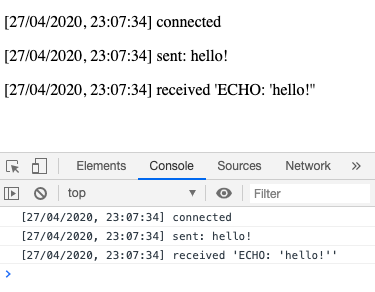 [27/04/2020, 23:07:34] connected
[27/04/2020, 23:07:34] sent: hello!
[27/04/2020, 23:07:34] received 'ECHO: 'hello!''
Elements Console Sources Network »
top ▼ Filter
[27/04/2020, 23:07:34] connected
[27/04/2020, 23:07:34] sent: hello!
[27/04/2020, 23:07:34] received 'ECHO: 'hello!''
>